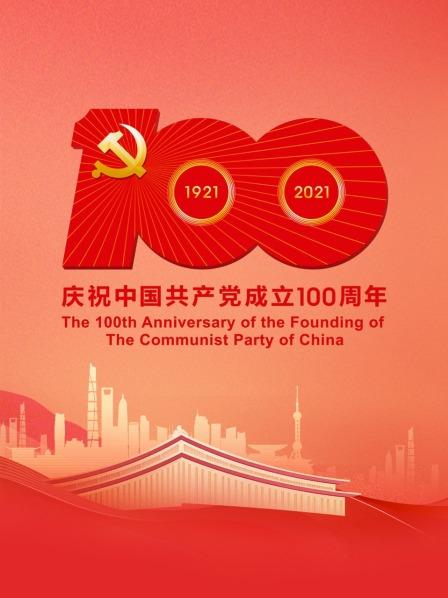 100
1921
2021
庆祝中国共产党成立100周年
The 100th Anniversary of the Founding of
The Communist Party of China